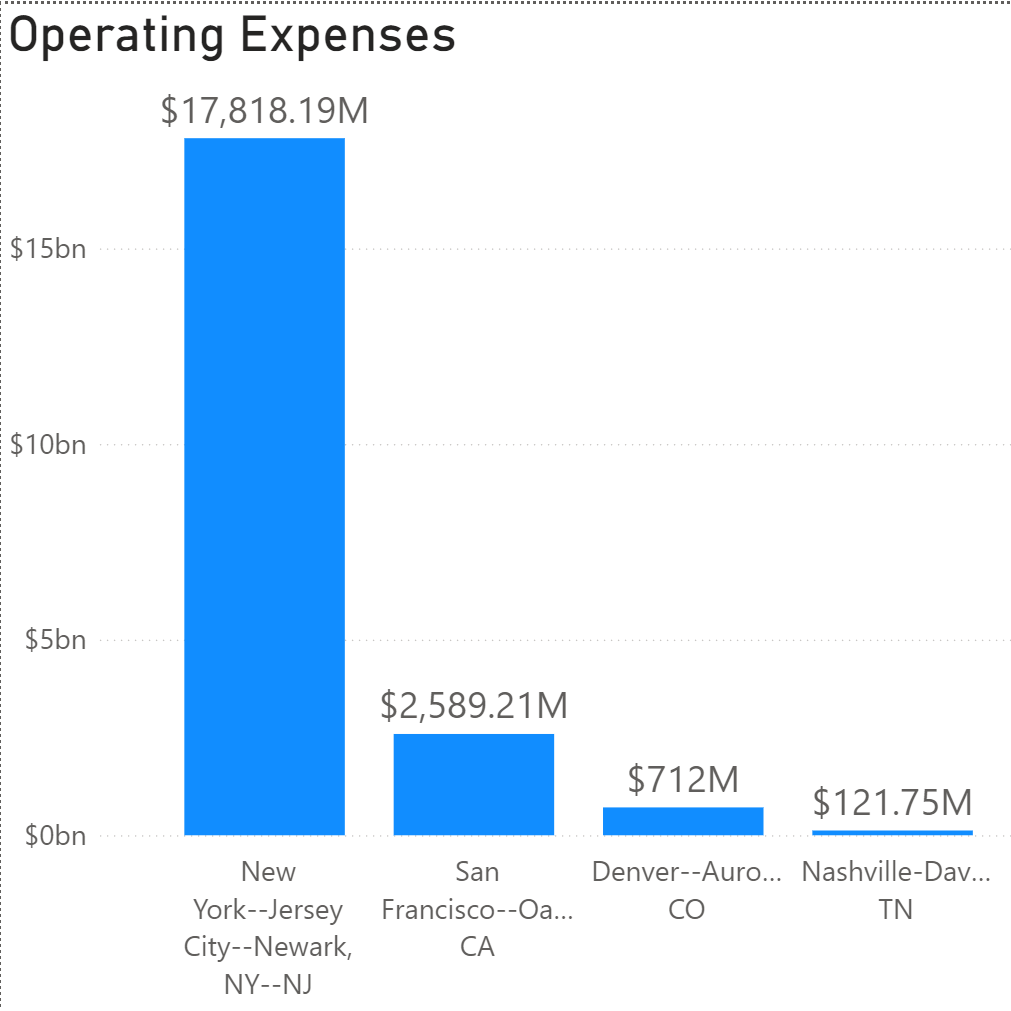 Operating Expenses
$17,818.19M
$15bn
$10bn
$5bn
$2,589.21M
$712M
$121.75M
$0bn
New
York--Jersey
City--Newark,
NY--NJ
San
Francisco--Oa...
CA
Denver--Auro...
CO
Nashville-Dav...
TN